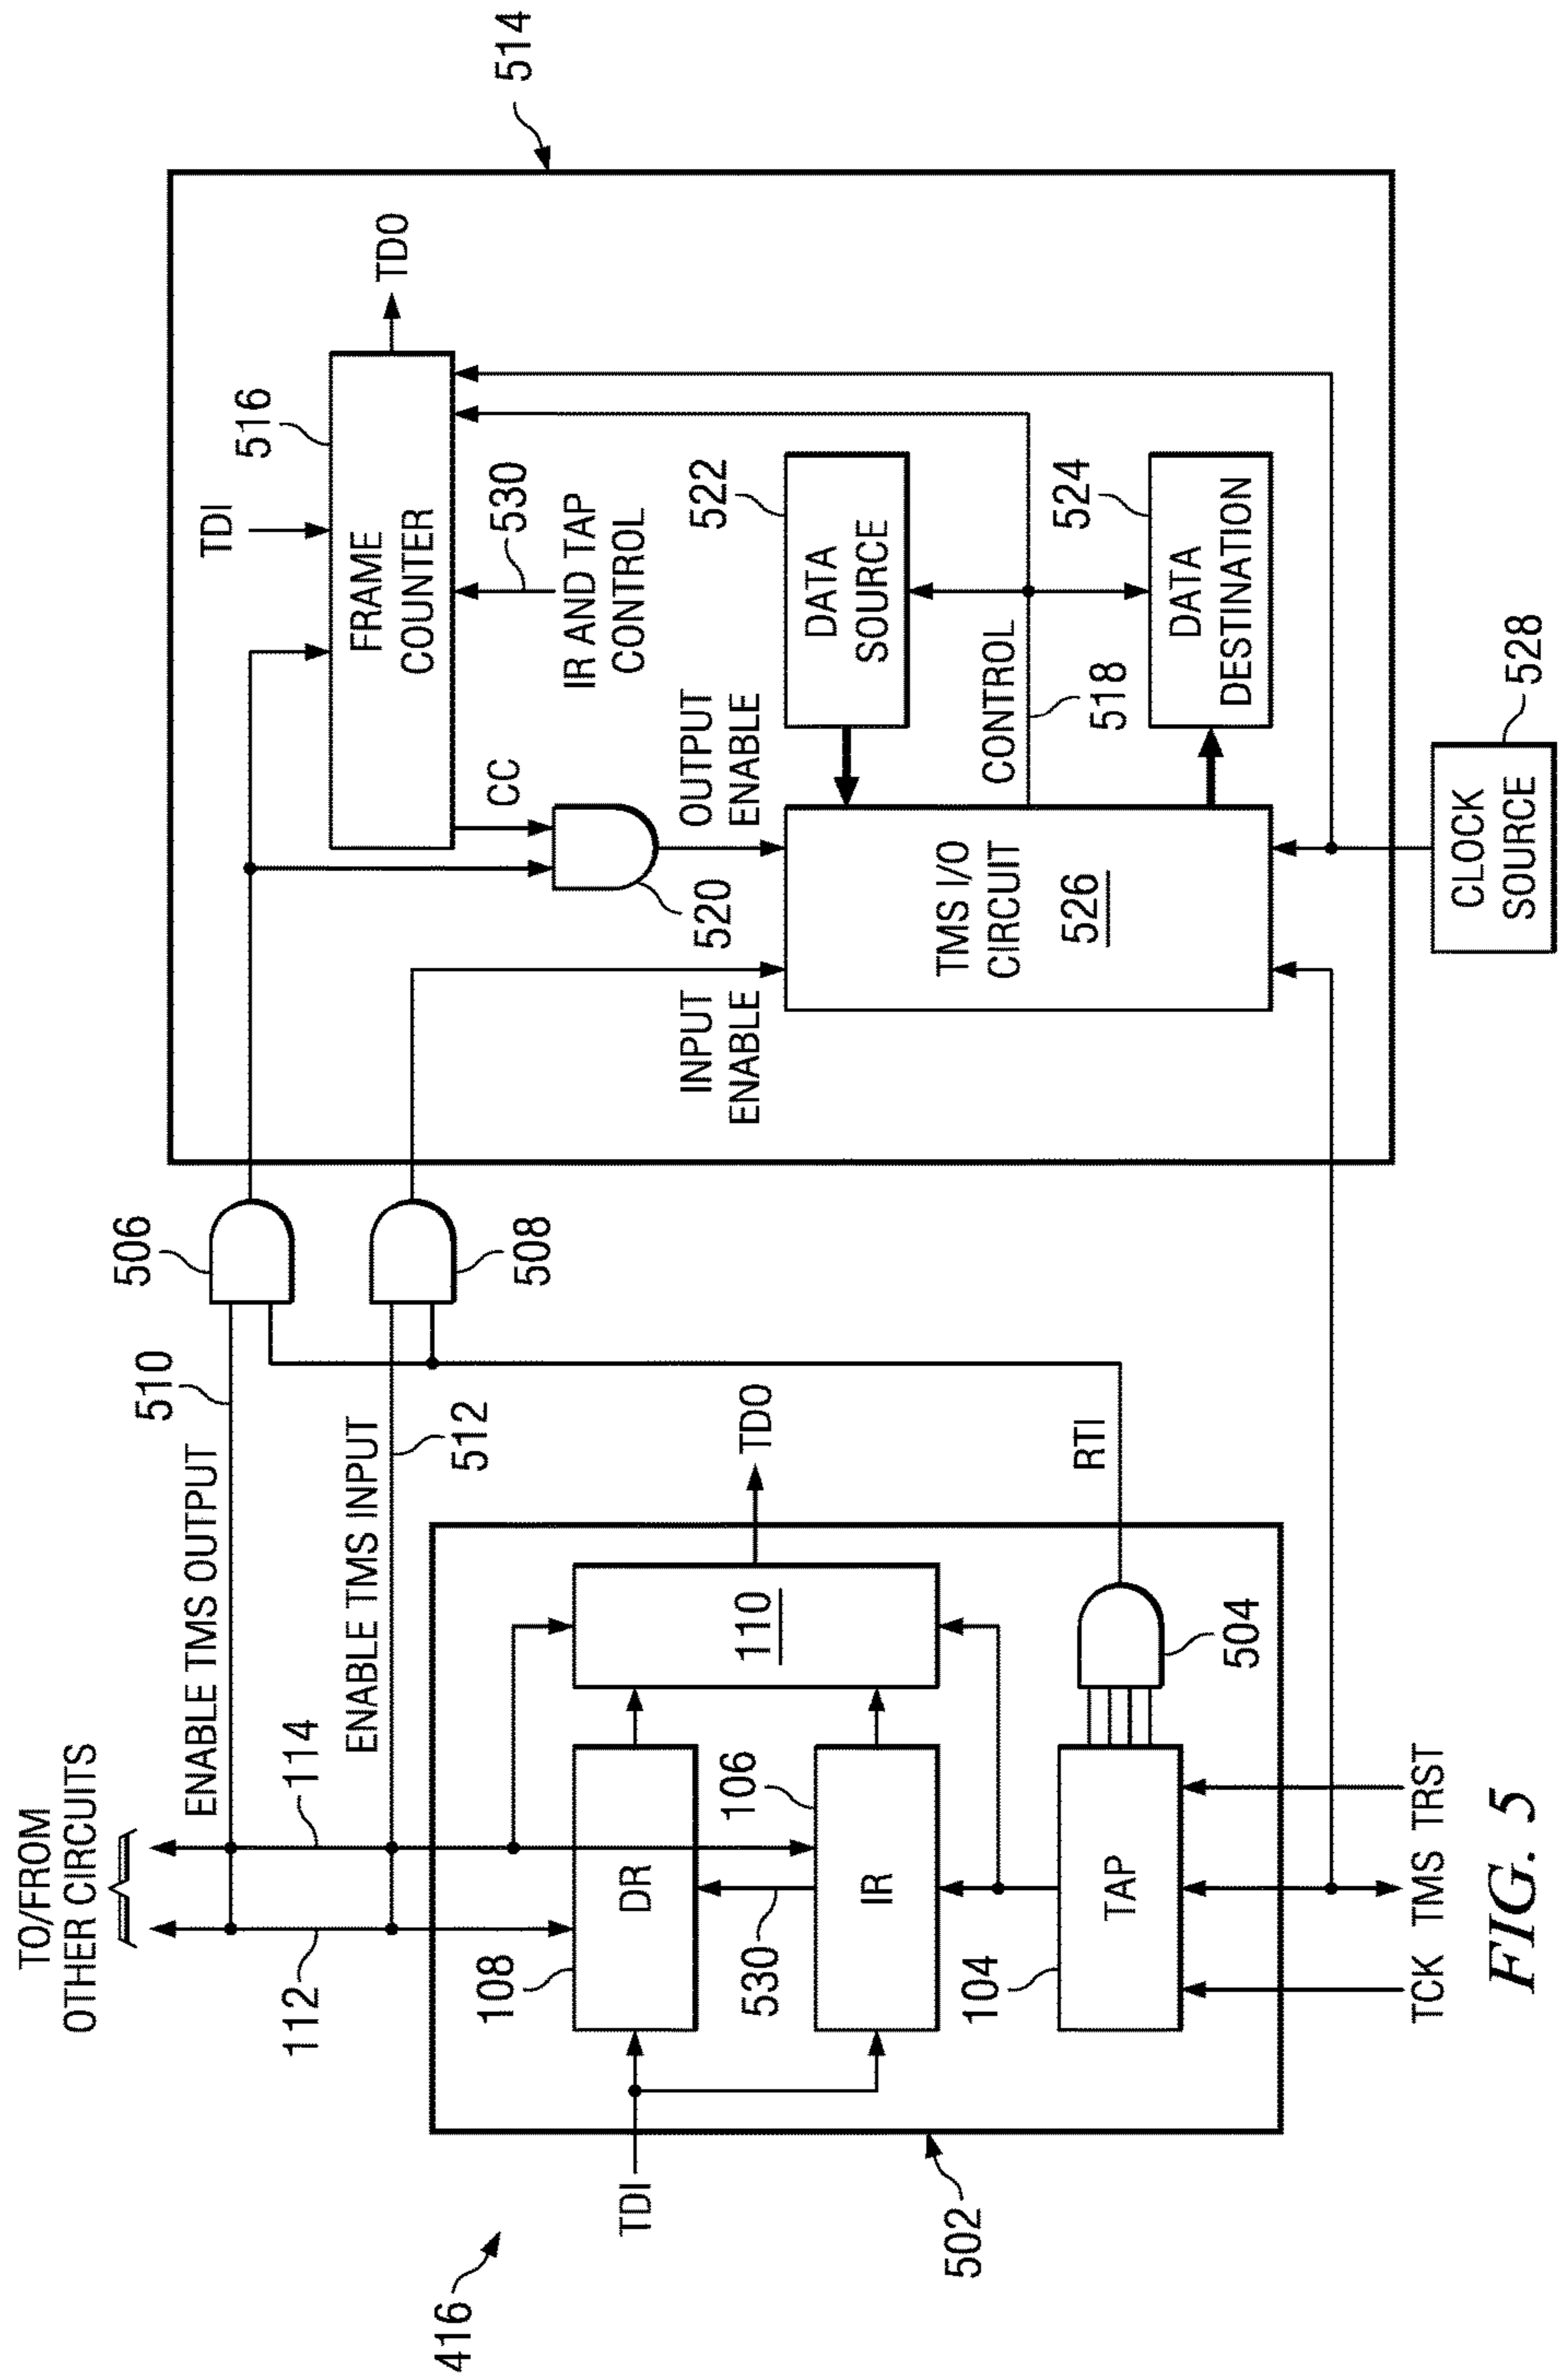 TO/FROM
OTHER CIRCUITS
112
114
ENABLE TMS OUTPUT
510
506
ENABLE TMS INPUT
512
508
416
502
TDI
108
DR
530
106
IR
104
TAP
110
TDO
504
RTI
TCK
TMS
TRST
514
TDI
516
FRAME
COUNTER
TDO
530
IR AND TAP
CONTROL
CC
520
OUTPUT
ENABLE
INPUT
ENABLE
TMS I/O
CIRCUIT
526
522
DATA
SOURCE
CONTROL
518
524
DATA
DESTINATION
CLOCK
SOURCE
528
FIG. 5